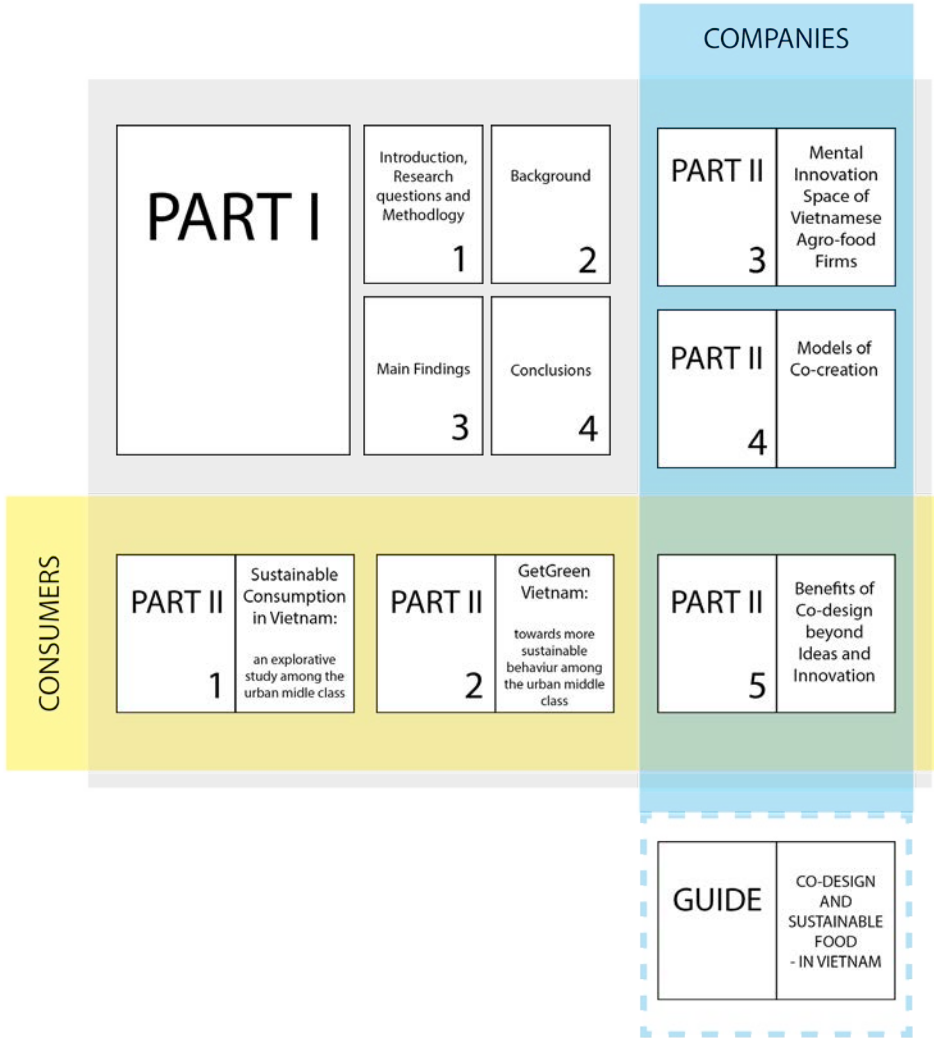 COMPANIES
PART I
Introduction,
Research
questions and
Methodlogy
1
Background
2
Main Findings
3
Conclusions
4
PART II
3
Mental
Innovation
Space of
Vietnamese
Agro-food
Firms
PART II
4
Models of
Co-creation
CONSUMERS
PART II
1
Sustainable
Consumption
in Vietnam:
an explorative
study among the
urban midle class
PART II
2
GetGreen
Vietnam:
towards more
sustainable
behaviur among
the urban middle
class
PART II
5
Benefits of
Co-design
beyond
Ideas and
Innovation
GUIDE
CO-DESIGN
AND
SUSTAINABLE
FOOD
- IN VIETNAM